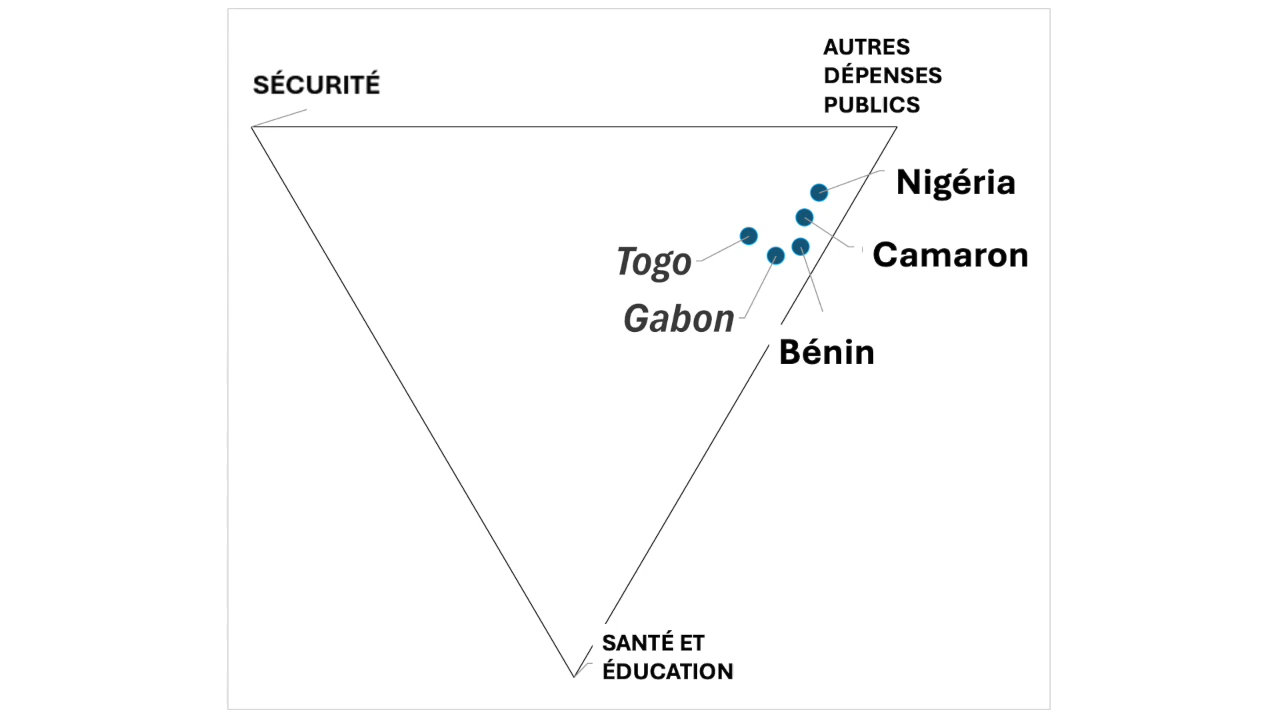 SÉCURITÉ
AUTRES
DÉPENSES
PUBLICS
Nigéria
Camaron
Togo
Gabon
Bénin
SANTÉ ET
ÉDUCATION